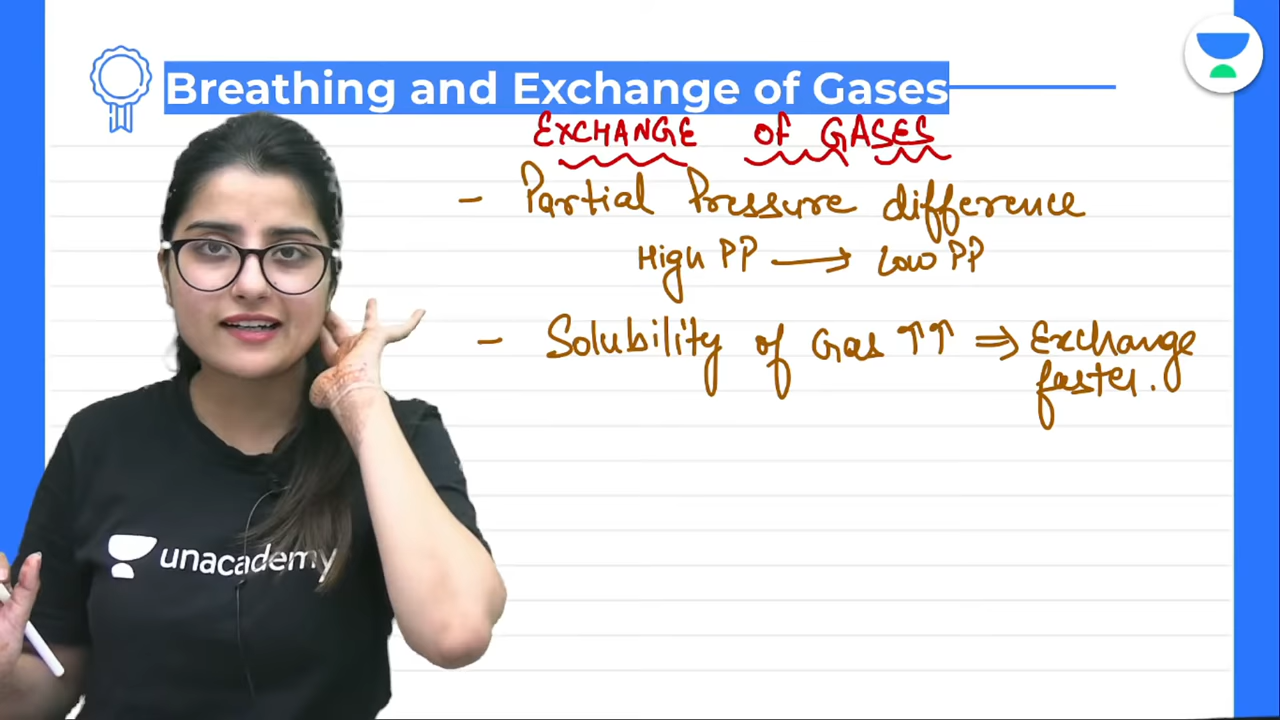 Breathing and Exchange of Gases
EXCHANGE OF GASES
- Partial Pressure difference
High PP → Low PP
- Solubility of Gas ↑↑ ⇒ Exchange
faster.
unacademy